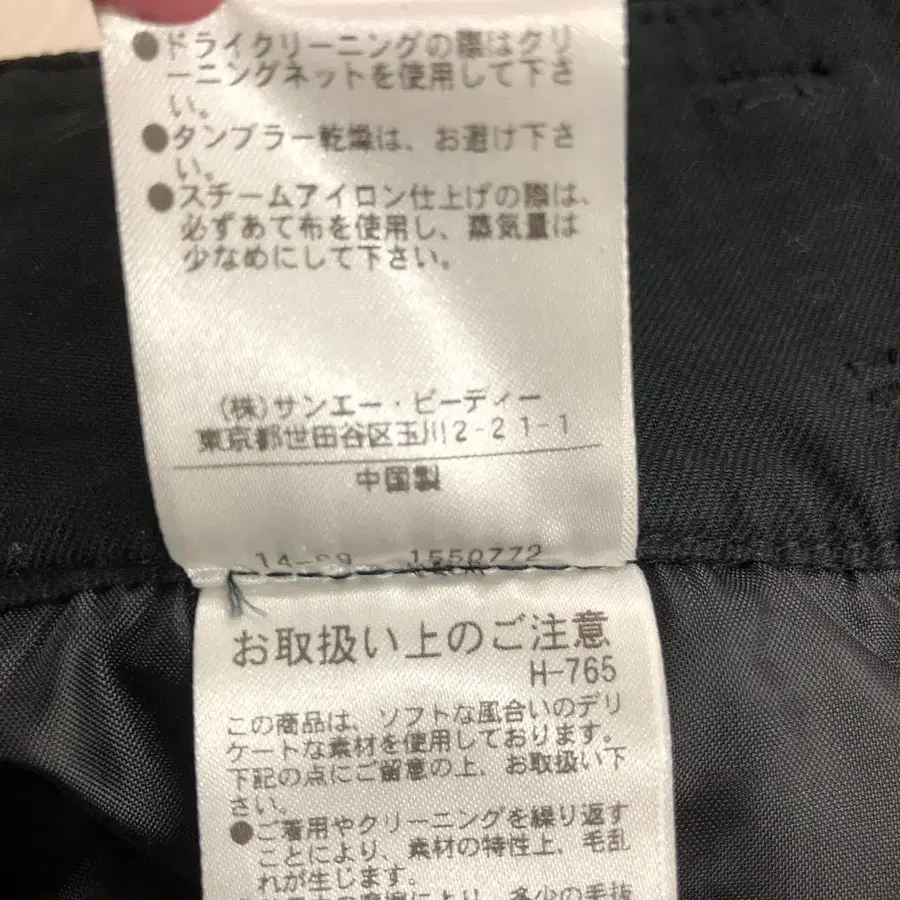 ●ドライクリーニングの際はクリ
ーニングネットを使用して下さ
い。
●タンブラー乾燥は、お避け下さ
い。
●スチームアイロン仕上げの際は、
必ずあて布を使用し、蒸気量は
少なめにして下さい。
(株)サンエー・ビーディー
東京都世田谷区玉川2-21-1
中国製
1550772
お取扱い上のご注意
H-765
この商品は、ソフトな風合いのデリ
ケートな素材を使用しております。
下記の点にご留意の上、お取扱い下
さい。
●ご着用やクリーニングを繰り返す
ことにより、素材の特性上、毛乱
れが生じます。
により、多少の毛抜